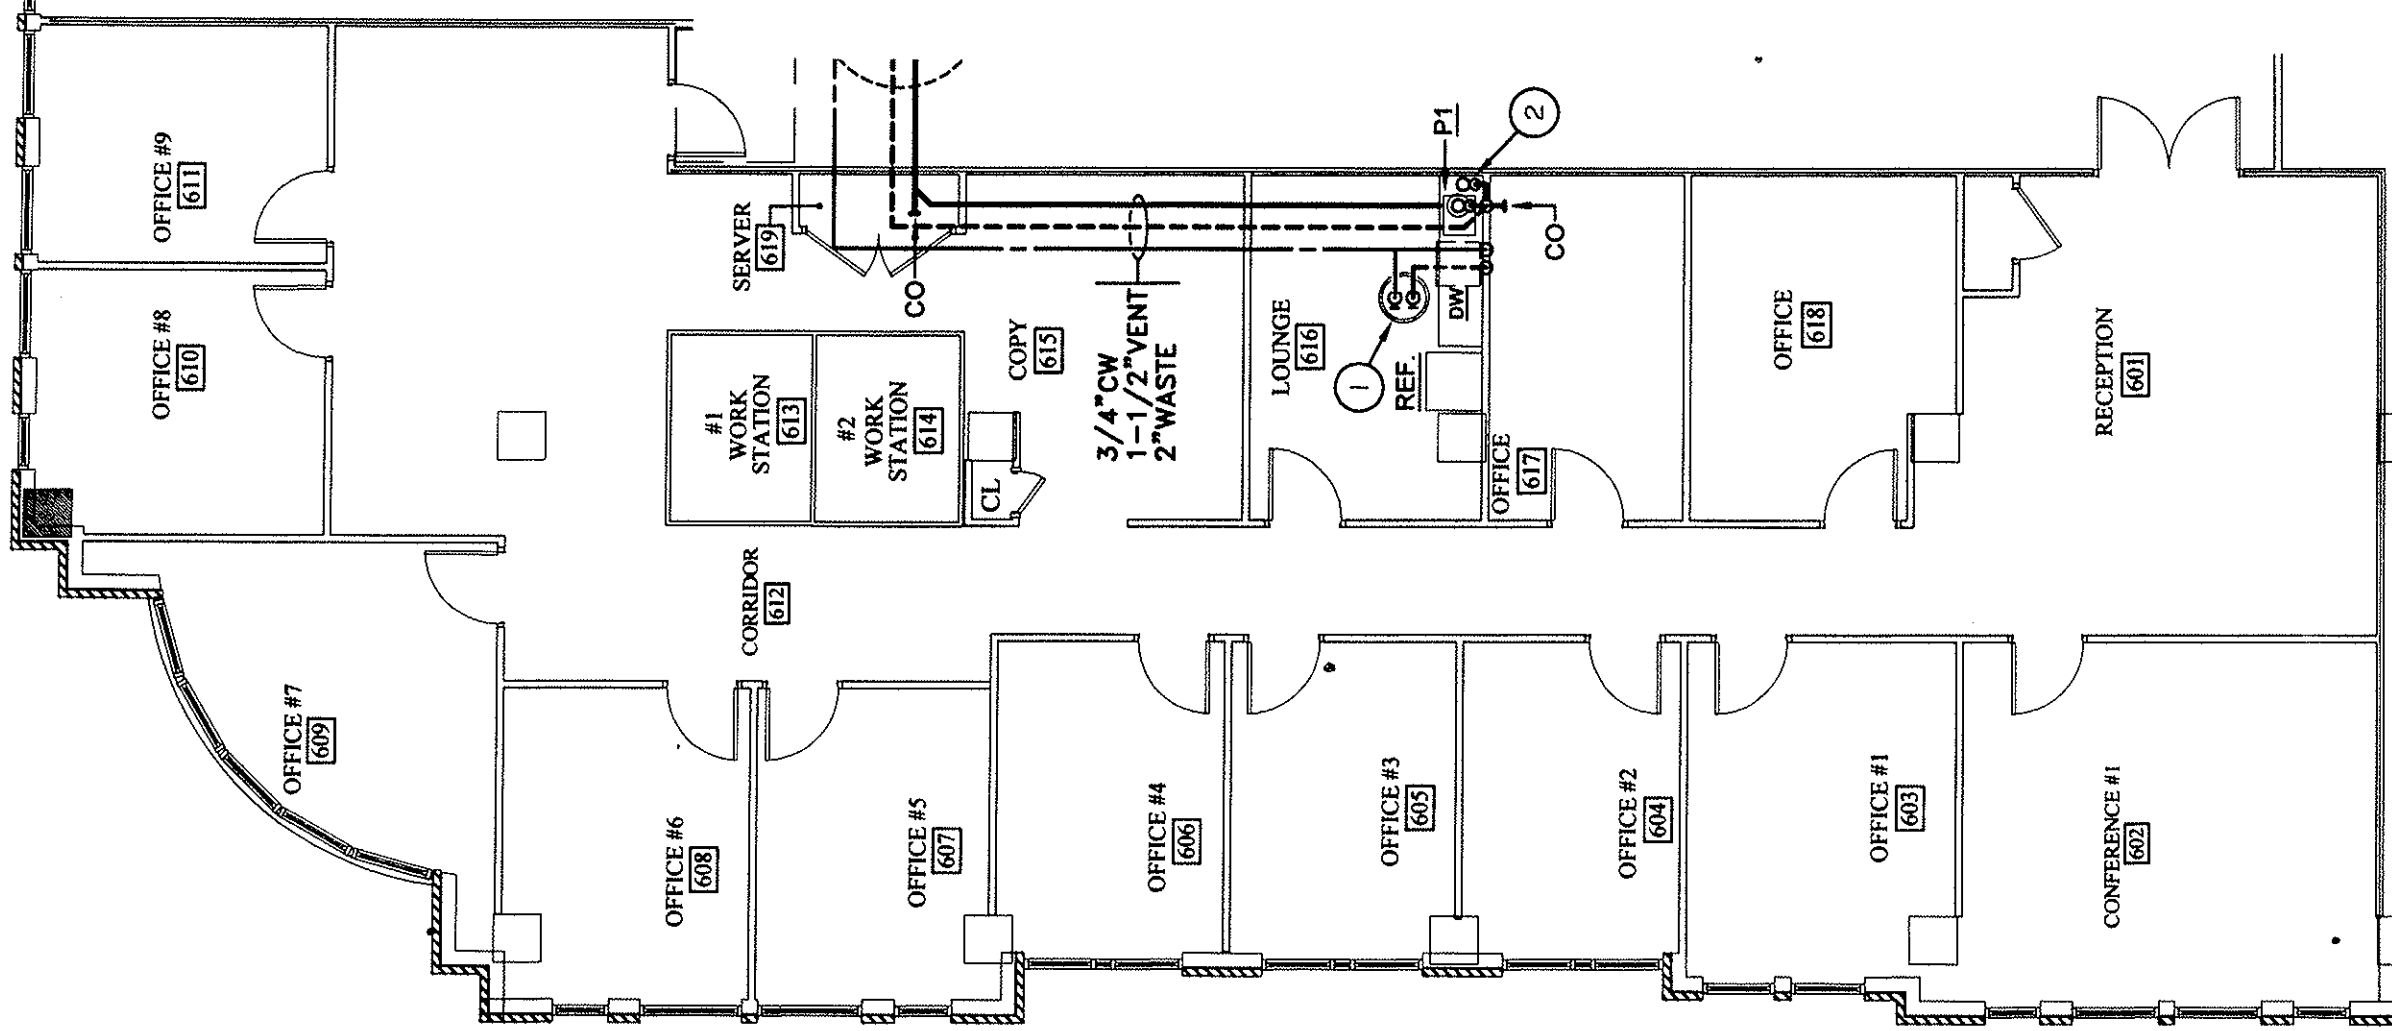 OFFICE #9
611
OFFICE #8
610
OFFICE #7
609
OFFICE #6
608
OFFICE #5
607
CORRIDOR
612
#1
WORK
STATION
613
#2
WORK
STATION
614
SERVER
619
CO
CL
COPY
615
3/4"CW
1-1/2"VENT
2"WASTE
LOUNGE
616
1
REF.
DW
P1
2
CO
OFFICE
617
OFFICE
618
RECEPTION
601
OFFICE #4
606
OFFICE #3
605
OFFICE #2
604
OFFICE #1
603
CONFERENCE #1
602